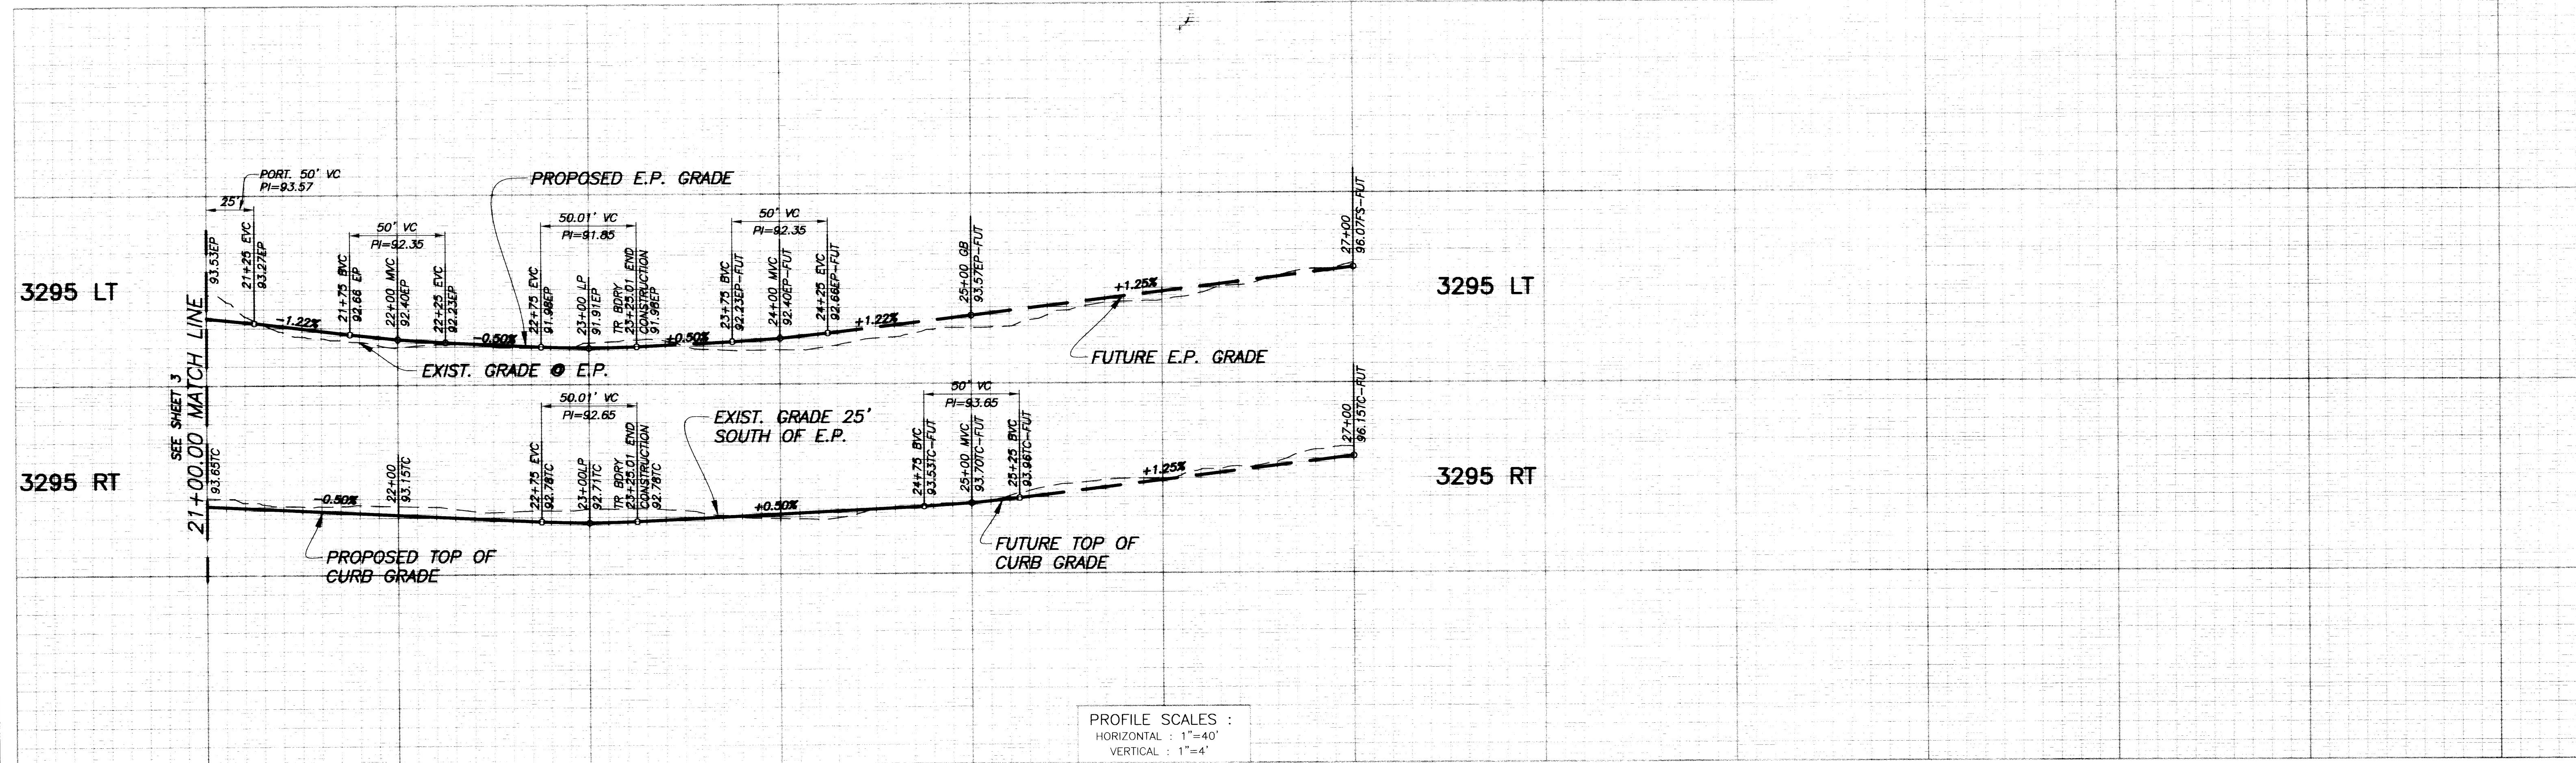 PORT. 50' VC
PI=93.57
25'
93.53EP
21+25 EVC
93.27EP
-1.22%
50' VC
PI=92.35
21+75 BVC
92.66 EP
22+00 MVC
92.40EP
22+25 EVC
92.23EP
-0.50%
PROPOSED E.P. GRADE
50.01' VC
PI=91.85
22+75 EVC
91.98EP
23+00 LP
91.91EP
TR BDRY
23+25.01 END
CONSTRUCTION
91.98EP
+0.50%
50' VC
PI=92.35
23+75 BVC
92.23EP-FUT
24+00 MVC
92.40EP-FUT
24+25 EVC
92.66EP-FUT
+1.22%
25+00 GB
93.57EP-FUT
+1.25%
27+00
96.07FS-FUT
3295 LT
3295 LT
EXIST. GRADE @ E.P.
FUTURE E.P. GRADE
SEE SHEET 3
21+00.00 MATCH LINE
93.65TC
-0.50%
22+00
93.15TC
50.01' VC
PI=92.65
22+75 EVC
92.78TC
23+00LP
92.71TC
TR BDRY
23+25.01 END
CONSTRUCTION
92.78TC
EXIST. GRADE 25'
SOUTH OF E.P.
+0.50%
50' VC
PI=93.65
24+75 BVC
93.53TC-FUT
25+00 MVC
93.70TC-FUT
25+25 BVC
93.96TC-FUT
+1.25%
27+00
96.15TC-FUT
3295 RT
3295 RT
PROPOSED TOP OF
CURB GRADE
FUTURE TOP OF
CURB GRADE
PROFILE SCALES :
HORIZONTAL : 1"=40'
VERTICAL : 1"=4'